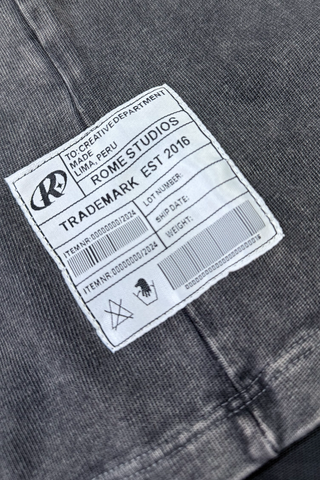 TO:CREATIVEDEPARTMENT
MADE
LIMA, PERU
R
ROME STUDIOS
TRADEMARK EST 2016
ITEMNR:00000000/2024
LOT NUMBER:
SHIP DATE:
WEIGHT:
ITEMNR:00000000/2024